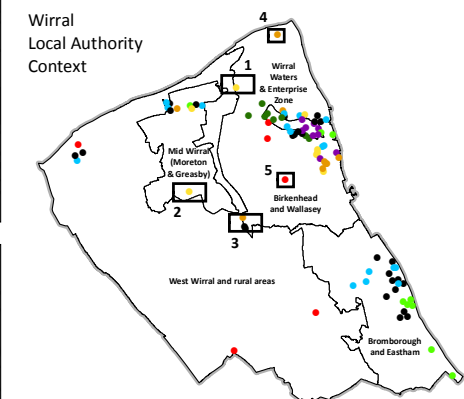 Wirral
Local Authority
Context
4
Wirral
Waters
& Enterprise
Zone
1
Mid Wirral
(Moreton
& Greasby)
5
Birkenhead
and Wallasey
2
3
West Wirral and rural areas
Bromborough
and Eastham